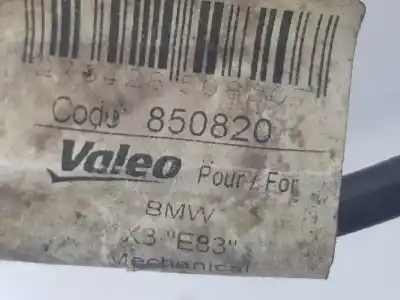 Code 850820
Valeo Pour / For
BMW
X3 "E83"
Mechanical